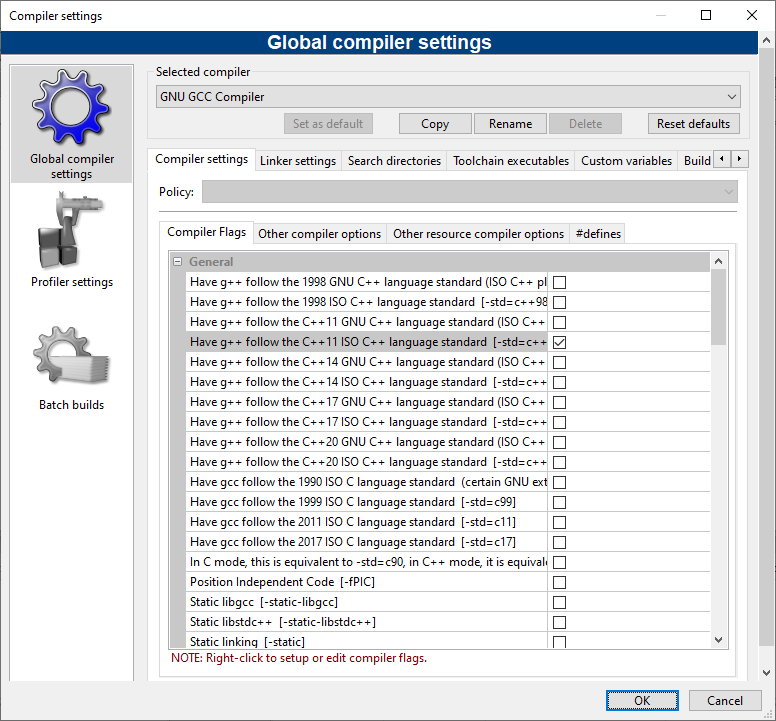 Compiler settings
Global compiler settings
Global compiler
settings
Profiler settings
Batch builds
Selected compiler
GNU GCC Compiler
Set as default
Copy
Rename
Delete
Reset defaults
Compiler settings
Linker settings
Search directories
Toolchain executables
Custom variables
Build
Policy:
Compiler Flags
Other compiler options
Other resource compiler options
#defines
General
Have g++ follow the 1998 GNU C++ language standard (ISO C++ pl
Have g++ follow the 1998 ISO C++ language standard [-std=c++98
Have g++ follow the C++11 GNU C++ language standard (ISO C++
Have g++ follow the C++11 ISO C++ language standard [-std=c++
Have g++ follow the C++14 GNU C++ language standard (ISO C++
Have g++ follow the C++14 ISO C++ language standard [-std=c++
Have g++ follow the C++17 GNU C++ language standard (ISO C++
Have g++ follow the C++17 ISO C++ language standard [-std=c++
Have g++ follow the C++20 GNU C++ language standard (ISO C++
Have g++ follow the C++20 ISO C++ language standard [-std=c++
Have gcc follow the 1990 ISO C language standard (certain GNU ext
Have gcc follow the 1999 ISO C language standard [-std=c99]
Have gcc follow the 2011 ISO C language standard [-std=c11]
Have gcc follow the 2017 ISO C language standard [-std=c17]
In C mode, this is equivalent to -std=c90, in C++ mode, it is equivale
Position Independent Code [-fPIC]
Static libgcc [-static-libgcc]
Static libstdc++ [-static-libstdc++]
Static linking [-static]
NOTE: Right-click to setup or edit compiler flags.
OK
Cancel